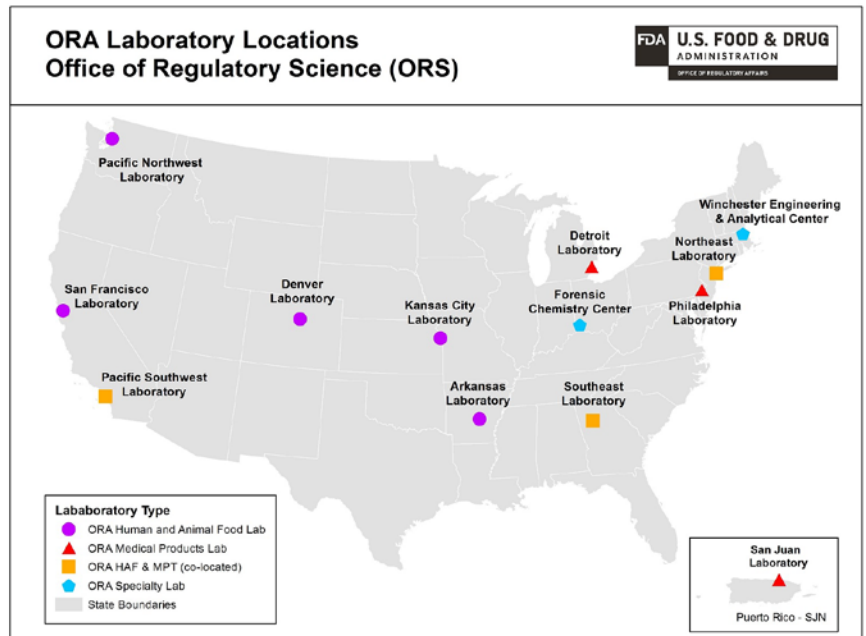 ORA Laboratory Locations
Office of Regulatory Science (ORS)
FDA
U.S. FOOD & DRUG
ADMINISTRATION
OFFICE OF REGULATORY AFFAIRS
Pacific Northwest
Laboratory
Winchester Engineering
& Analytical Center
Detroit
Laboratory
Northeast
Laboratory
San Francisco
Laboratory
Denver
Laboratory
Kansas City
Laboratory
Forensic
Chemistry Center
Philadelphia
Laboratory
Pacific Southwest
Laboratory
Arkansas
Laboratory
Southeast
Laboratory
Lababoratory Type
ORA Human and Animal Food Lab
ORA Medical Products Lab
ORA HAF & MPT (co-located)
ORA Specialty Lab
State Boundaries
San Juan
Laboratory
Puerto Rico - SJN